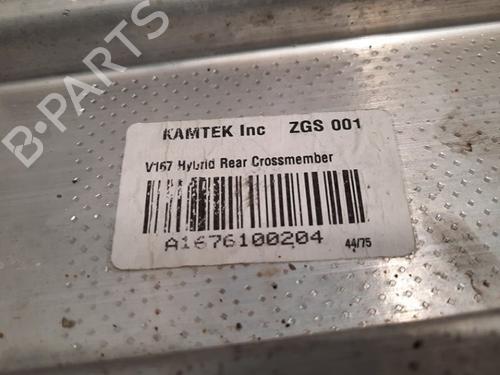 KAMTEK Inc ZGS 001
V167 Hybrid Rear Crossmember
A1676100204 44/75
B-PARTS